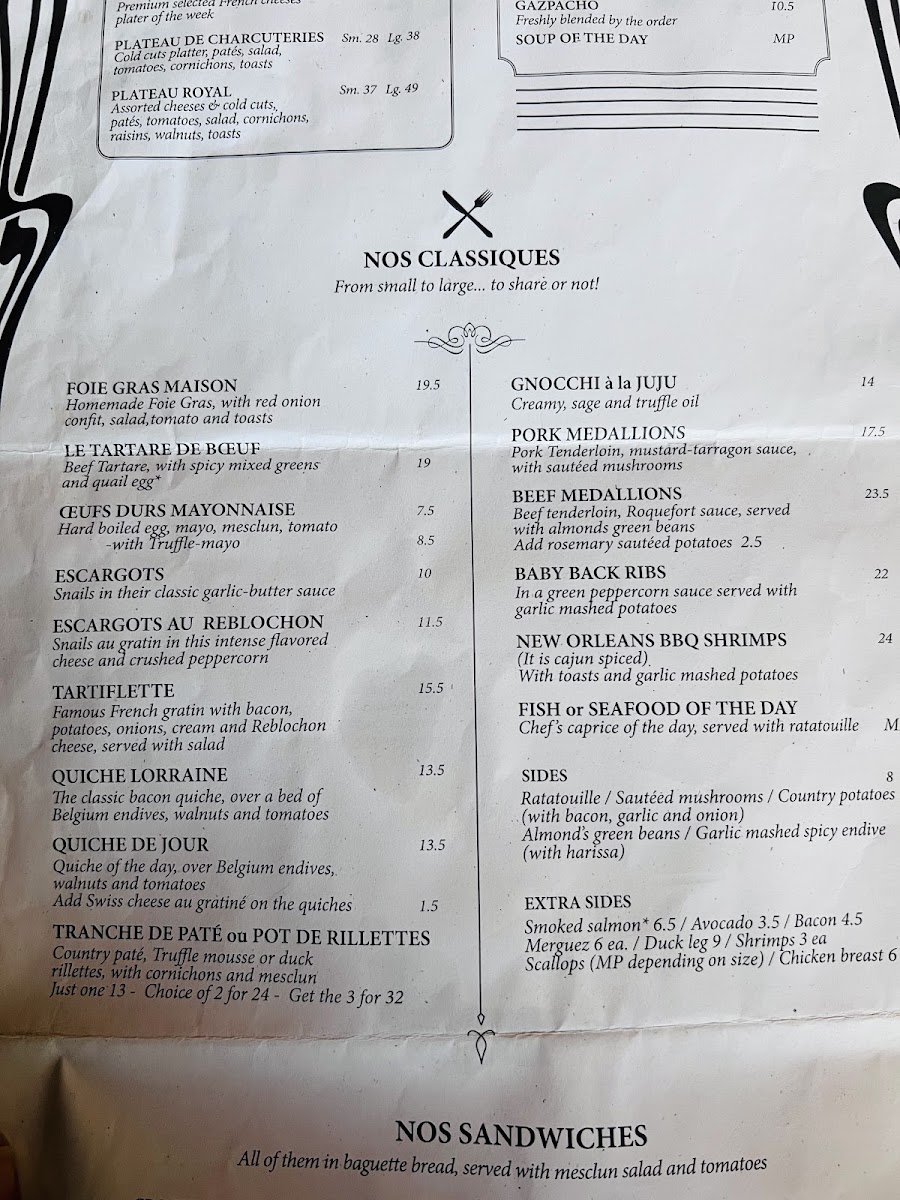 Premium selected French cheeses
plater of the week
PLATEAU DE CHARCUTERIES Sm. 28 Lg. 38
Cold cuts platter, patés, salad,
tomatoes, cornichons, toasts
PLATEAU ROYAL Sm. 37 Lg. 49
Assorted cheeses & cold cuts,
patés, tomatoes, salad, cornichons,
raisins, walnuts, toasts
GAZPACHO 10.5
Freshly blended by the order
SOUP OF THE DAY MP
NOS CLASSIQUES
From small to large... to share or not!
FOIE GRAS MAISON 19.5
Homemade Foie Gras, with red onion
confit, salad,tomato and toasts
LE TARTARE DE BŒUF
Beef Tartare, with spicy mixed greens 19
and quail egg*
ŒUFS DURS MAYONNAISE 7.5
Hard boiled egg, mayo, mesclun, tomato
-with Truffle-mayo 8.5
ESCARGOTS 10
Snails in their classic garlic-butter sauce
ESCARGOTS AU REBLOCHON 11.5
Snails au gratin in this intense flavored
cheese and crushed peppercorn
TARTIFLETTE 15.5
Famous French gratin with bacon,
potatoes, onions, cream and Reblochon
cheese, served with salad
QUICHE LORRAINE 13.5
The classic bacon quiche, over a bed of
Belgium endives, walnuts and tomatoes
QUICHE DE JOUR 13.5
Quiche of the day, over Belgium endives,
walnuts and tomatoes
Add Swiss cheese au gratiné on the quiches 1.5
TRANCHE DE PATÉ ou POT DE RILLETTES
Country paté, Truffle mousse or duck
rillettes, with cornichons and mesclun
Just one 13 - Choice of 2 for 24 - Get the 3 for 32
GNOCCHI à la JUJU 14
Creamy, sage and truffle oil
PORK MEDALLIONS 17.5
Pork Tenderloin, mustard-tarragon sauce,
with sautéed mushrooms
BEEF MEDALLIONS 23.5
Beef tenderloin, Roquefort sauce, served
with almonds green beans
Add rosemary sautéed potatoes 2.5
BABY BACK RIBS 22
In a green peppercorn sauce served with
garlic mashed potatoes
NEW ORLEANS BBQ SHRIMPS 24
(It is cajun spiced)
With toasts and garlic mashed potatoes
FISH or SEAFOOD OF THE DAY
Chef's caprice of the day, served with ratatouille M
SIDES 8
Ratatouille / Sautéed mushrooms / Country potatoes
(with bacon, garlic and onion)
Almond's green beans / Garlic mashed spicy endive
(with harissa)
EXTRA SIDES
Smoked salmon* 6.5 / Avocado 3.5 / Bacon 4.5
Merguez 6 ea. / Duck leg 9 / Shrimps 3 ea
Scallops (MP depending on size) / Chicken breast 6
NOS SANDWICHES
All of them in baguette bread, served with mesclun salad and tomatoes